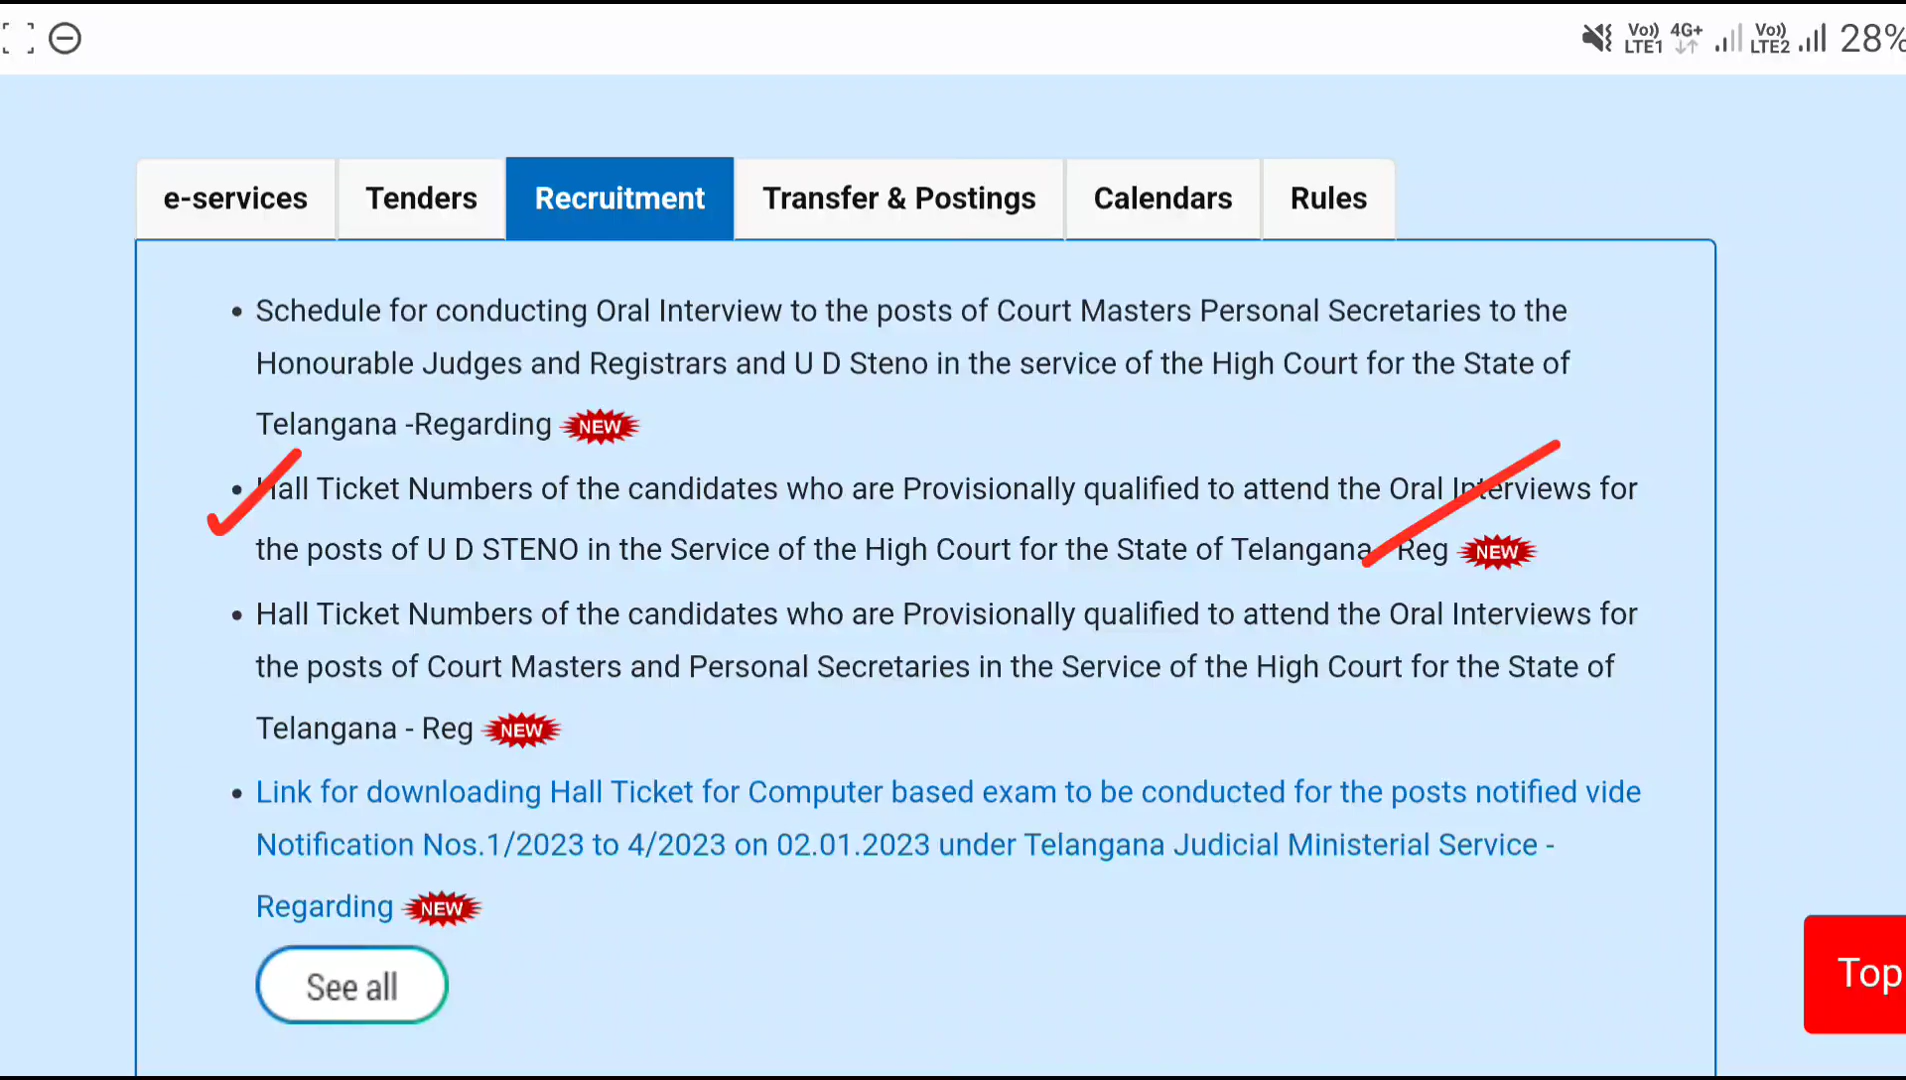 Vo)) LTE1 4G+ Vo)) LTE2 28%
e-services Tenders Recruitment Transfer & Postings Calendars Rules
Schedule for conducting Oral Interview to the posts of Court Masters Personal Secretaries to the
Honourable Judges and Registrars and U D Steno in the service of the High Court for the State of
Telangana -Regarding NEW
Hall Ticket Numbers of the candidates who are Provisionally qualified to attend the Oral Interviews for
the posts of U D STENO in the Service of the High Court for the State of Telangana - Reg NEW
Hall Ticket Numbers of the candidates who are Provisionally qualified to attend the Oral Interviews for
the posts of Court Masters and Personal Secretaries in the Service of the High Court for the State of
Telangana - Reg NEW
Link for downloading Hall Ticket for Computer based exam to be conducted for the posts notified vide
Notification Nos.1/2023 to 4/2023 on 02.01.2023 under Telangana Judicial Ministerial Service -
Regarding NEW
See all
Top